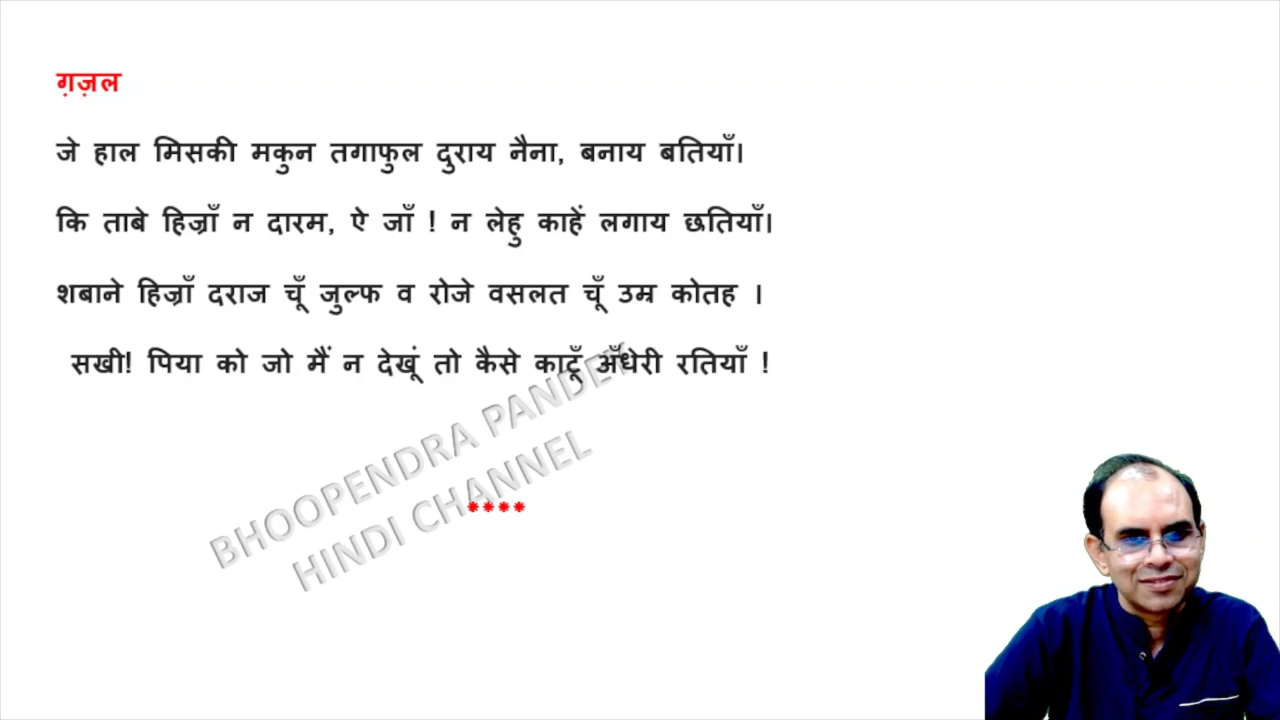 ग़ज़ल
जे हाल मिसकी मकुन तगाफुल दुराय नैना, बनाय बतियाँ।
कि ताबे हिज्राँ न दारम, ऐ जाँ ! न लेहु काहें लगाय छतियाँ।
शबाने हिज्राँ दराज चूँ जुल्फ व रोजे वसलत चूँ उम्र कोतह ।
सखी! पिया को जो मैं न देखूं तो कैसे काटूँ अँधेरी रतियाँ !
BHOOPENDRA PANDEY
HINDI CHANNEL
****